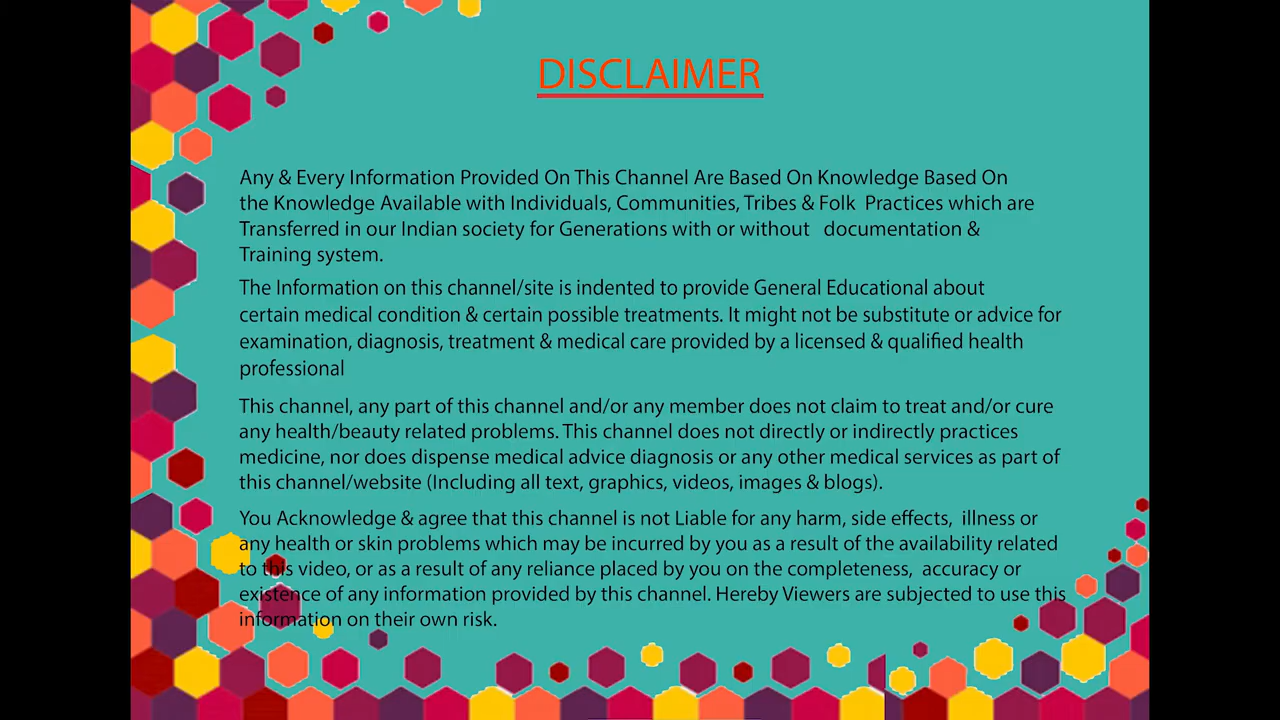 DISCLAIMER
Any & Every Information Provided On This Channel Are Based On Knowledge Based On
the Knowledge Available with Individuals, Communities, Tribes & Folk Practices which are
Transferred in our Indian society for Generations with or without documentation &
Training system.
The Information on this channel/site is indented to provide General Educational about
certain medical condition & certain possible treatments. It might not be substitute or advice for
examination, diagnosis, treatment & medical care provided by a licensed & qualified health
professional
This channel, any part of this channel and/or any member does not claim to treat and/or cure
any health/beauty related problems. This channel does not directly or indirectly practices
medicine, nor does dispense medical advice diagnosis or any other medical services as part of
this channel/website (Including all text, graphics, videos, images & blogs).
You Acknowledge & agree that this channel is not Liable for any harm, side effects, illness or
any health or skin problems which may be incurred by you as a result of the availability related
to this video, or as a result of any reliance placed by you on the completeness, accuracy or
existence of any information provided by this channel. Hereby Viewers are subjected to use this
information on their own risk.